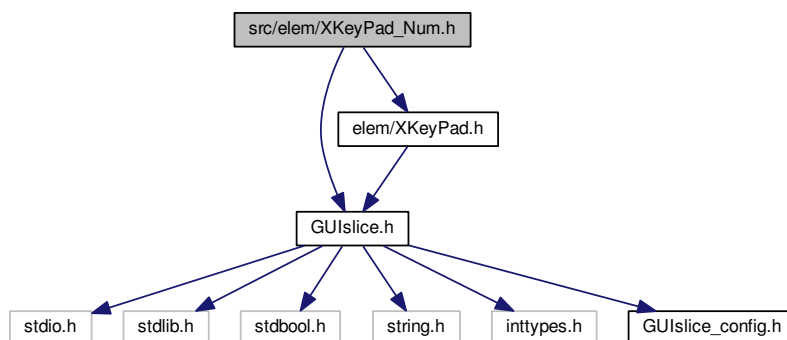 src/elem/XKeyPad_Num.h
elem/XKeyPad.h
GUIslice.h
stdio.h
stdlib.h
stdbool.h
string.h
inttypes.h
GUIslice_config.h